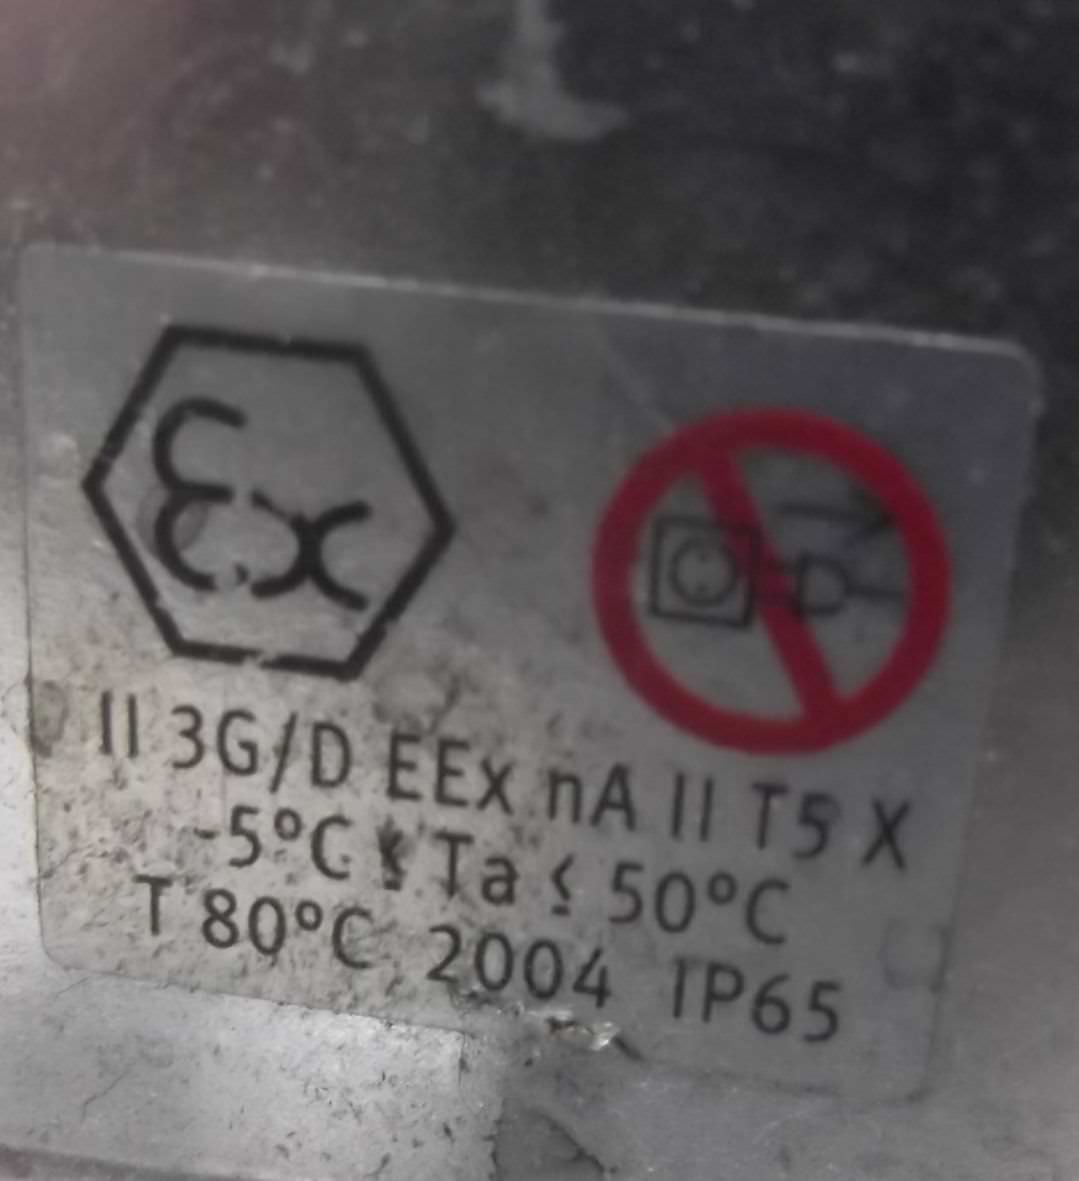 Ex
II 3G/D EEx nA II T5 X
-5°C ≤ Ta ≤ 50°C
T 80°C 2004 IP65